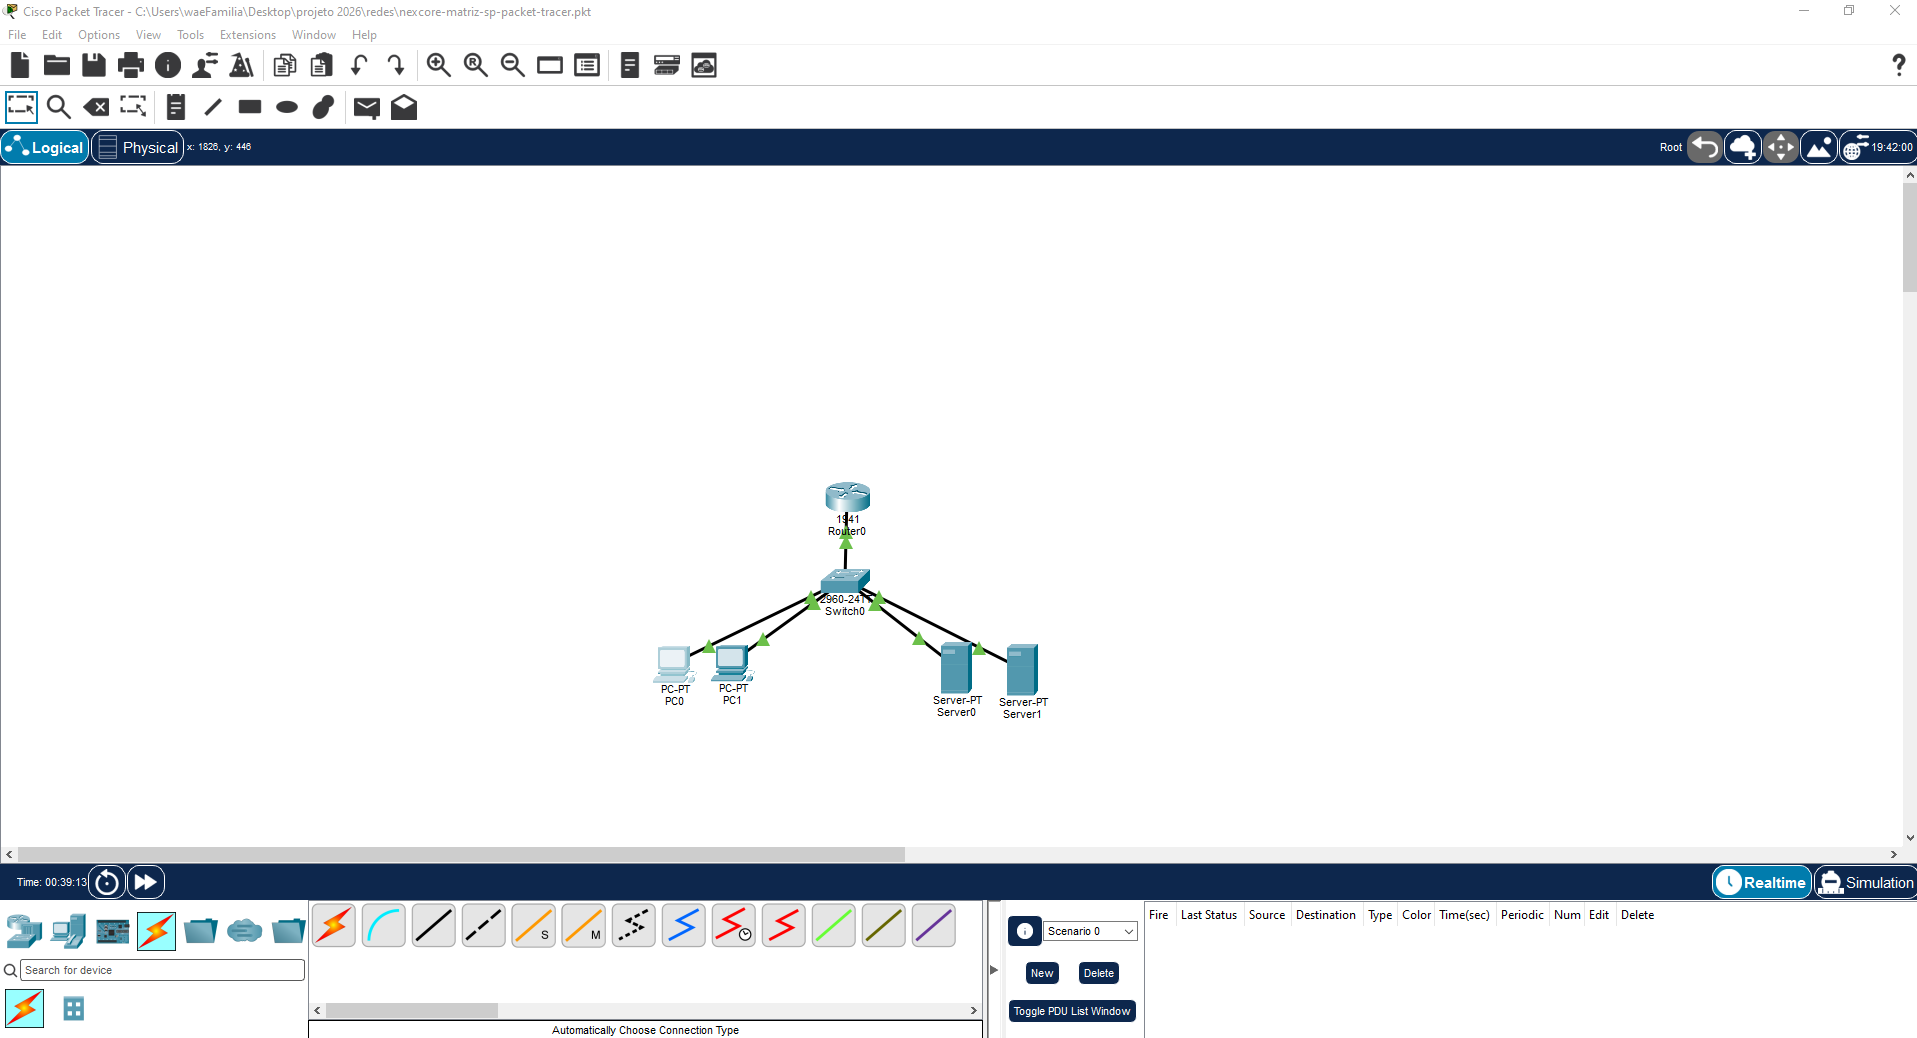 Cisco Packet Tracer - C:\Users\waeFamilia\Desktop\projeto 2026\redes\nexcore-matriz-sp-packet-tracer.pkt
File Edit Options View Tools Extensions Window Help
Logical Physical x: 1826, y: 446 Root 19:42:00
1941
Router0
2960-24TT
Switch0
PC-PT
PC0
PC-PT
PC1
Server-PT
Server0
Server-PT
Server1
Time: 00:39:13 Realtime Simulation
S M
Search for device
Automatically Choose Connection Type
Scenario 0
New Delete
Toggle PDU List Window
Fire Last Status Source Destination Type Color Time(sec) Periodic Num Edit Delete